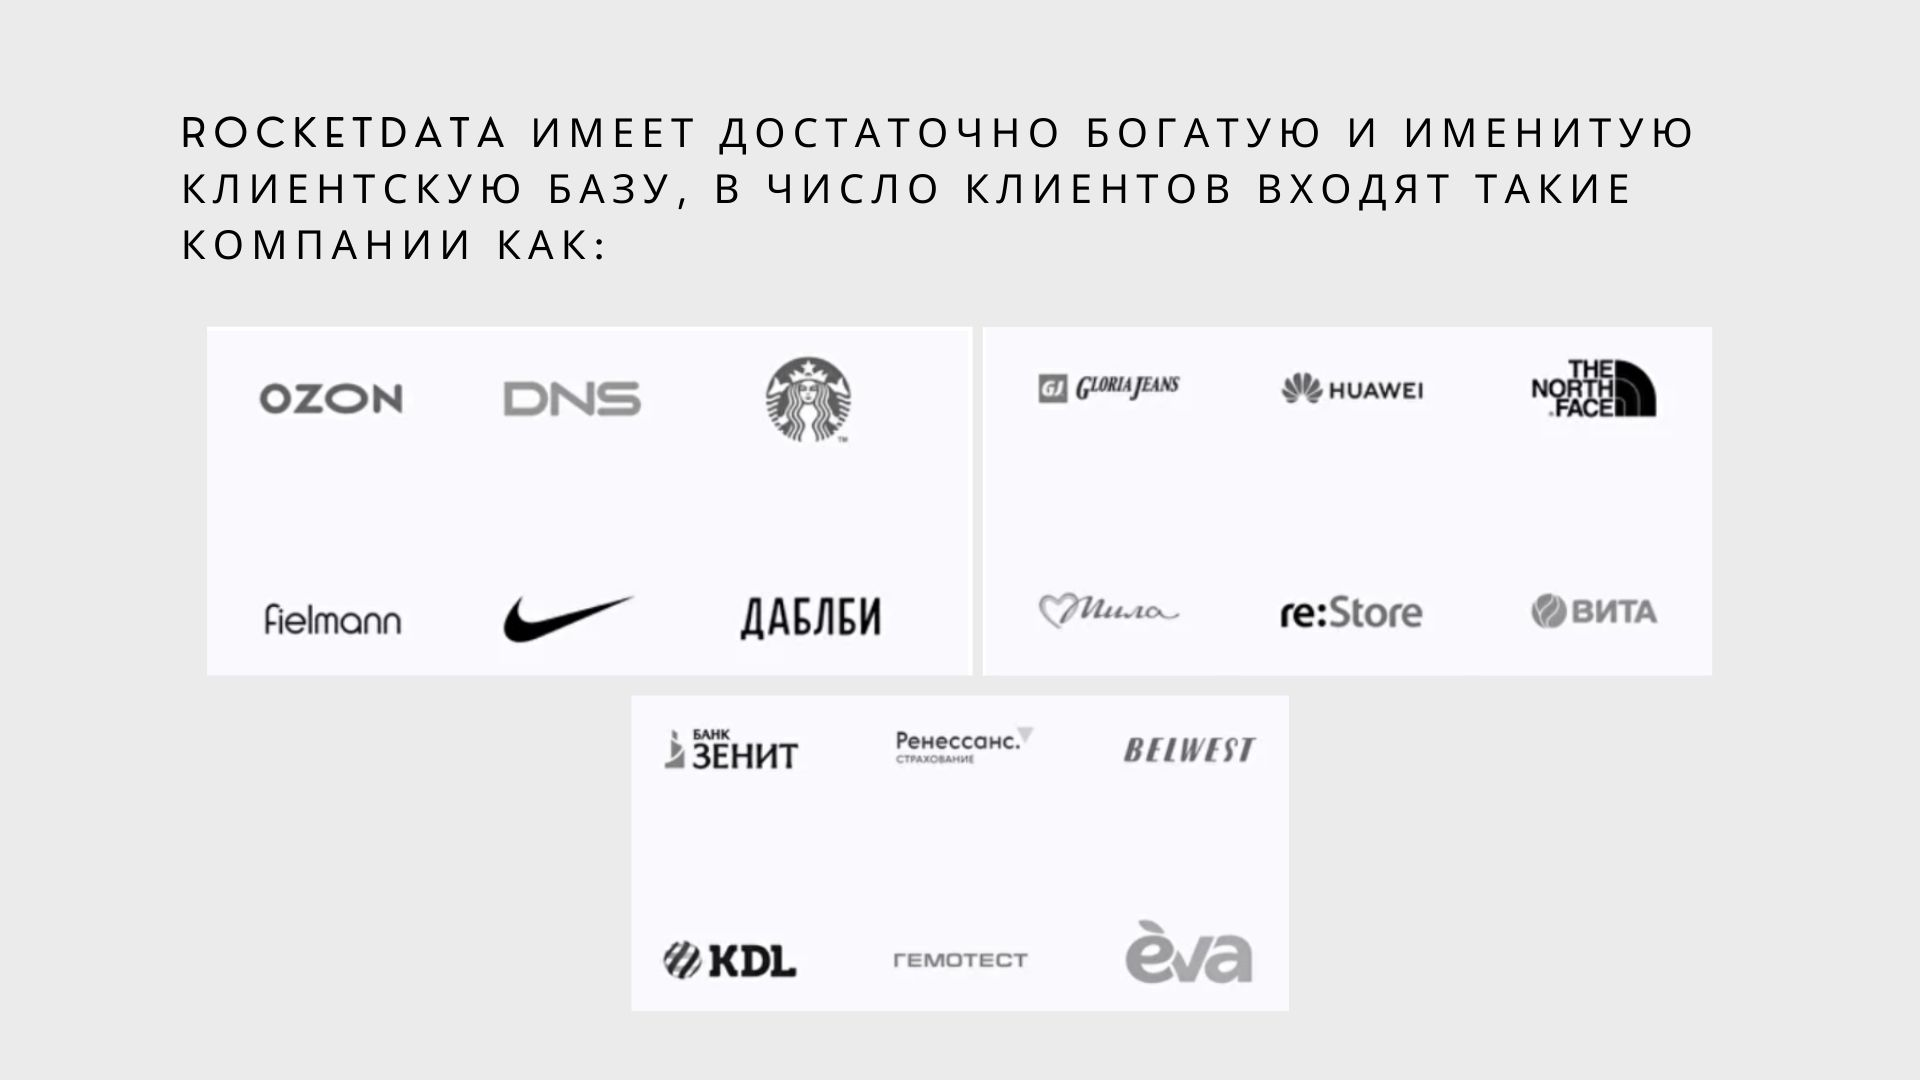 ROCKETDATA ИМЕЕТ ДОСТАТОЧНО БОГАТУЮ И ИМЕНИТУЮ
КЛИЕНТСКУЮ БАЗУ, В ЧИСЛО КЛИЕНТОВ ВХОДЯТ ТАКИЕ
КОМПАНИИ КАК:
OZON DNS TM
fielmann ДАБЛБИ
GJ GLORIA JEANS HUAWEI THE
NORTH
FACE
Мила re:Store ВИТА
БАНК
ЗЕНИТ Ренессанс. BELWEST
СТРАХОВАНИЕ
KDL ГЕМОТЕСТ èva